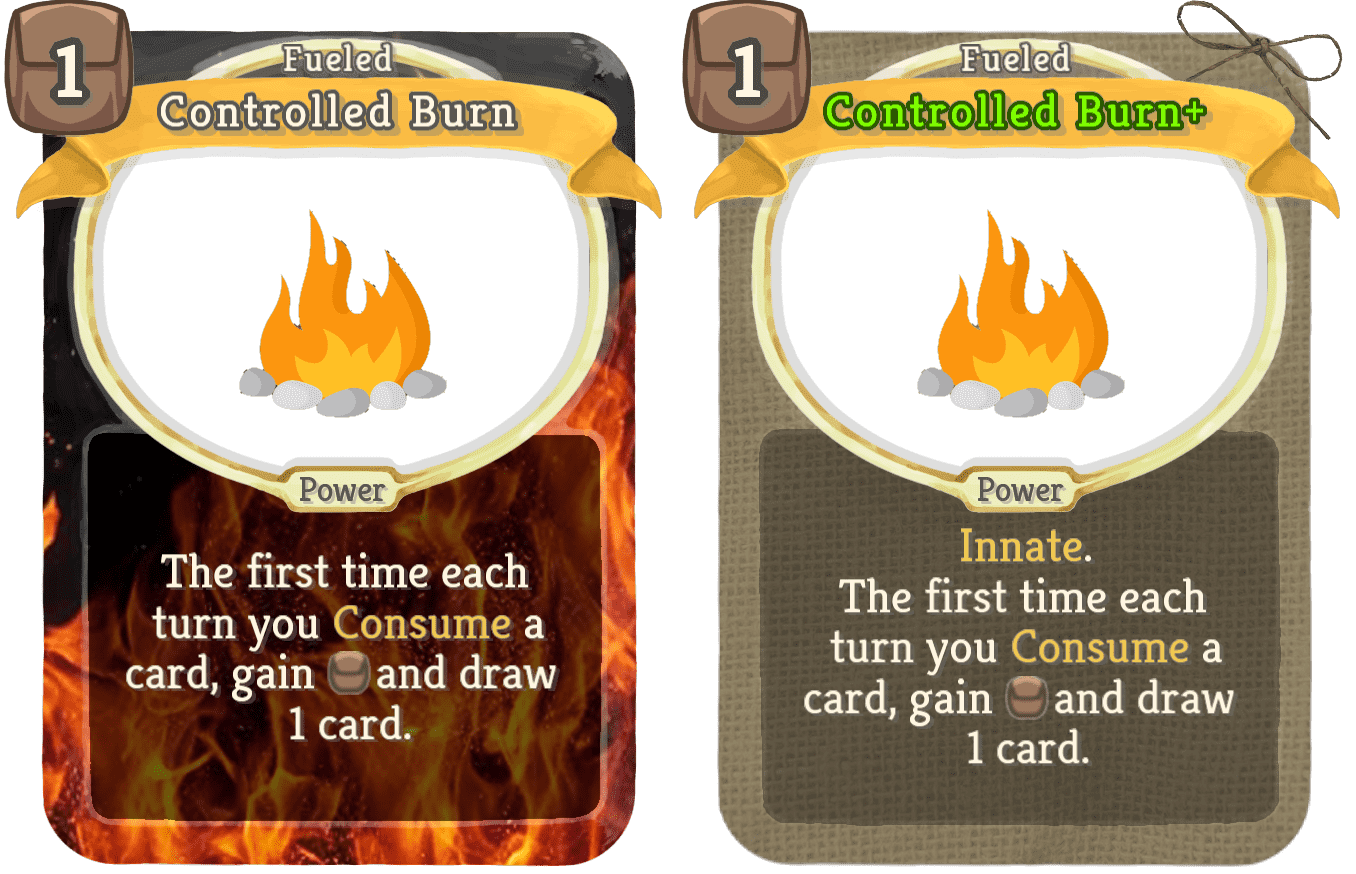 1
Fueled
Controlled Burn
Power
The first time each
turn you Consume a
card, gain and draw
1 card.
1
Fueled
Controlled Burn+
Power
Innate.
The first time each
turn you Consume a
card, gain and draw
1 card.